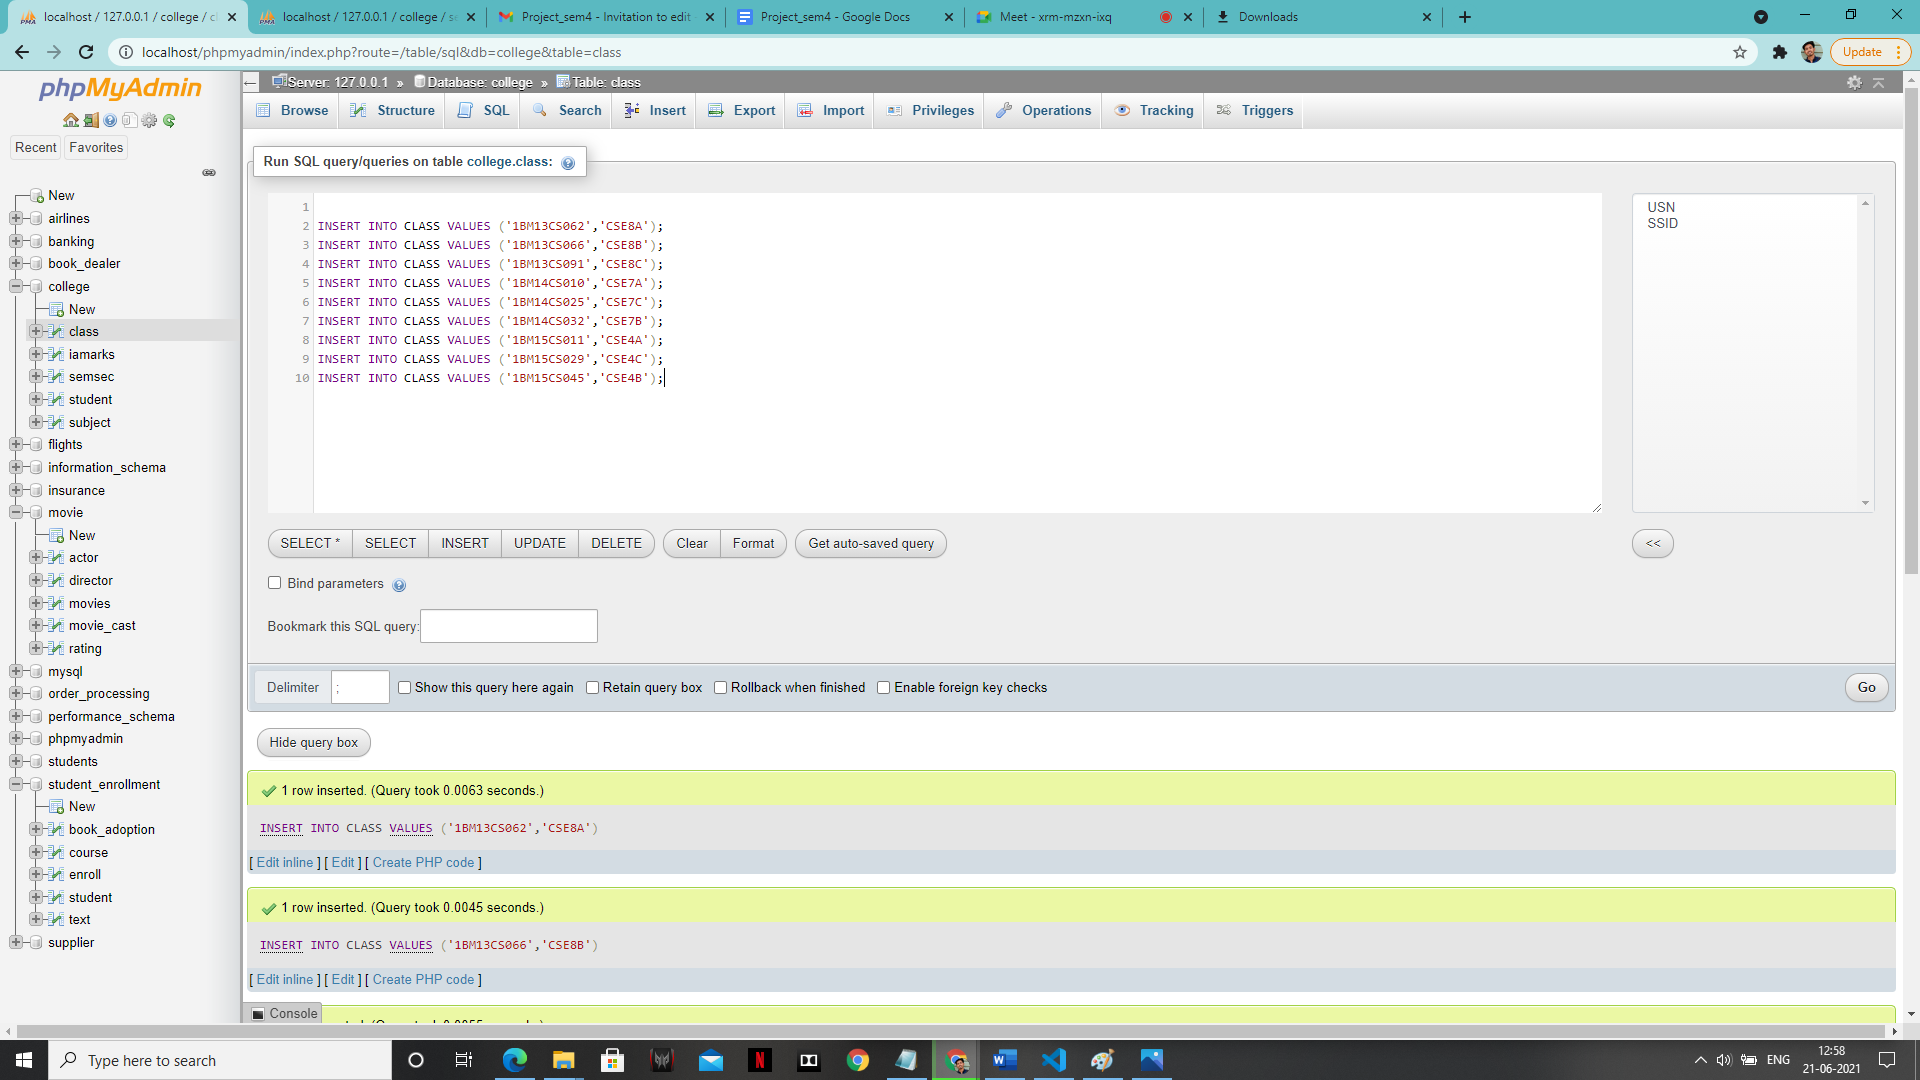 localhost / 127.0.0.1 / college / cl
localhost / 127.0.0.1 / college / se
Project_sem4 - Invitation to edit
Project_sem4 - Google Docs
Meet - xrm-mzxn-ixq
Downloads
localhost/phpmyadmin/index.php?route=/table/sql&db=college&table=class
Update
phpMyAdmin
Recent
Favorites
New
airlines
banking
book_dealer
college
New
class
iamarks
semsec
student
subject
flights
information_schema
insurance
movie
New
actor
director
movies
movie_cast
rating
mysql
order_processing
performance_schema
phpmyadmin
students
student_enrollment
New
book_adoption
course
enroll
student
text
supplier
Server: 127.0.0.1 » Database: college » Table: class
Browse Structure SQL Search Insert Export Import Privileges Operations Tracking Triggers
Run SQL query/queries on table college.class:
1
2 INSERT INTO CLASS VALUES ('1BM13CS062','CSE8A');
3 INSERT INTO CLASS VALUES ('1BM13CS066','CSE8B');
4 INSERT INTO CLASS VALUES ('1BM13CS091','CSE8C');
5 INSERT INTO CLASS VALUES ('1BM14CS010','CSE7A');
6 INSERT INTO CLASS VALUES ('1BM14CS025','CSE7C');
7 INSERT INTO CLASS VALUES ('1BM14CS032','CSE7B');
8 INSERT INTO CLASS VALUES ('1BM15CS011','CSE4A');
9 INSERT INTO CLASS VALUES ('1BM15CS029','CSE4C');
10 INSERT INTO CLASS VALUES ('1BM15CS045','CSE4B');
USN
SSID
SELECT * SELECT INSERT UPDATE DELETE Clear Format Get auto-saved query <<
Bind parameters
Bookmark this SQL query:
Delimiter ; Show this query here again Retain query box Rollback when finished Enable foreign key checks Go
Hide query box
1 row inserted. (Query took 0.0063 seconds.)
INSERT INTO CLASS VALUES ('1BM13CS062','CSE8A')
[ Edit inline ] [ Edit ] [ Create PHP code ]
1 row inserted. (Query took 0.0045 seconds.)
INSERT INTO CLASS VALUES ('1BM13CS066','CSE8B')
[ Edit inline ] [ Edit ] [ Create PHP code ]
Console
Type here to search
ENG
12:58
21-06-2021